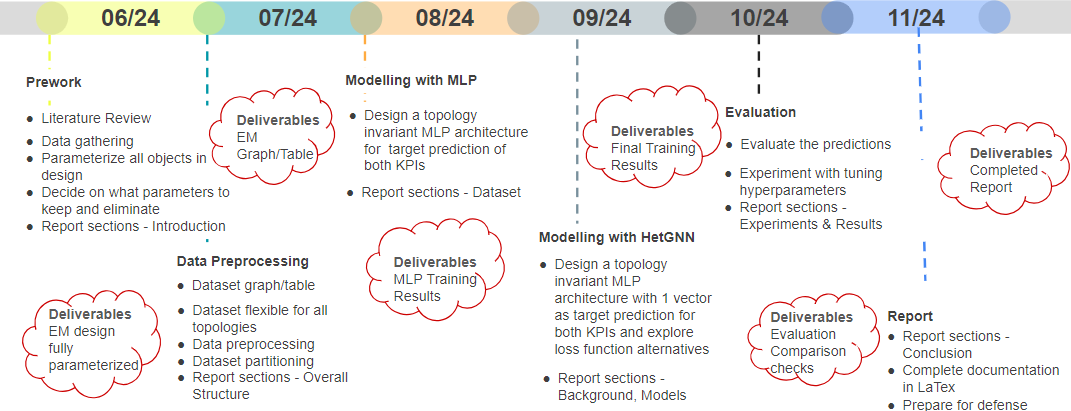 06/24
07/24
08/24
09/24
10/24
11/24
Prework
● Literature Review
● Data gathering
● Parameterize all objects in
design
● Decide on what parameters to
keep and eliminate
● Report sections - Introduction
Deliverables
EM design
fully
parameterized
Deliverables
EM
Graph/Table
Data Preprocessing
● Dataset graph/table
● Dataset flexible for all
topologies
● Data preprocessing
● Dataset partitioning
● Report sections - Overall
Structure
Modelling with MLP
● Design a topology
invariant MLP architecture
for target prediction of
both KPIs
● Report sections - Dataset
Deliverables
MLP Training
Results
Deliverables
Final Training
Results
Modelling with HetGNN
● Design a topology
invariant MLP
architecture with 1 vector
as target prediction for
both KPIs and explore
loss function alternatives
● Report sections -
Background, Models
Evaluation
● Evaluate the predictions
● Experiment with tuning
hyperparameters
● Report sections -
Experiments & Results
Deliverables
Evaluation
Comparison
checks
Deliverables
Completed
Report
Report
● Report sections -
Conclusion
● Complete documentation
in LaTex
● Prepare for defense